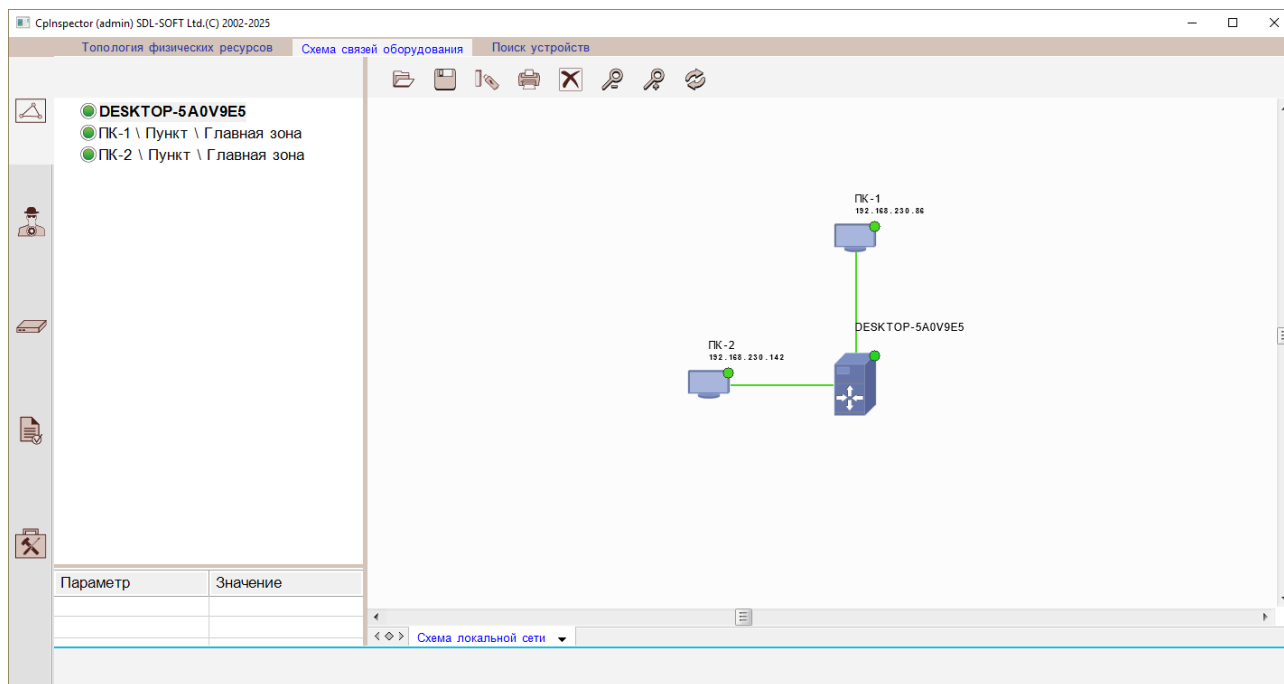 CpInspector (admin) SDL-SOFT Ltd.(C) 2002-2025
Топология физических ресурсов Схема связей оборудования Поиск устройств
DESKTOP-5A0V9E5
ПК-1 \ Пункт \ Главная зона
ПК-2 \ Пункт \ Главная зона
ПК-1
192.168.230.86
DESKTOP-5A0V9E5
ПК-2
192.168.230.142
Параметр Значение
Схема локальной сети